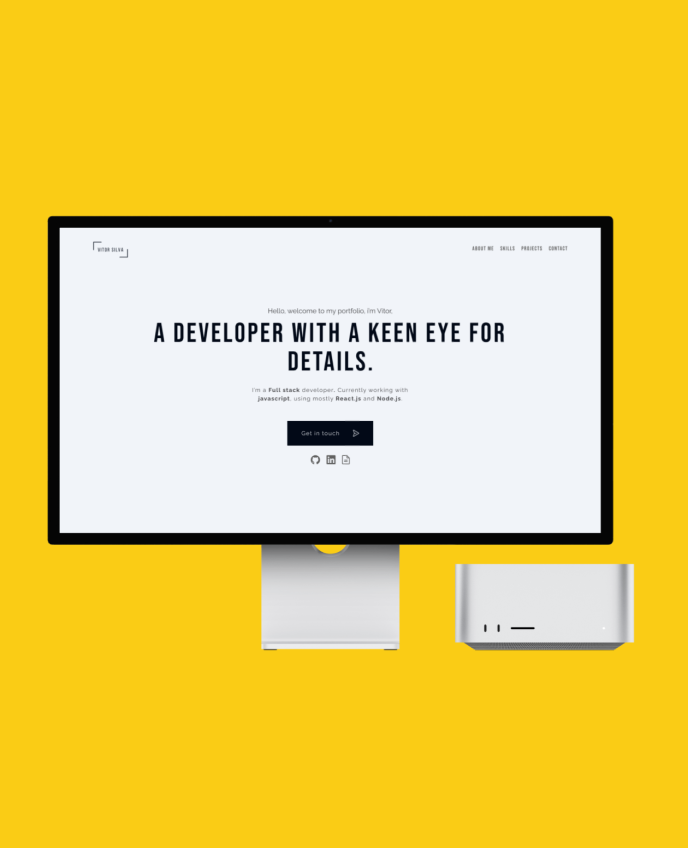 VITOR SILVA
ABOUT ME SKILLS PROJECTS CONTACT
Hello, welcome to my portfolio, I'm Vitor,
A DEVELOPER WITH A KEEN EYE FOR
DETAILS.
I'm a Full stack developer. Currently working with
javascript, using mostly React.js and Node.js.
Get in touch
in